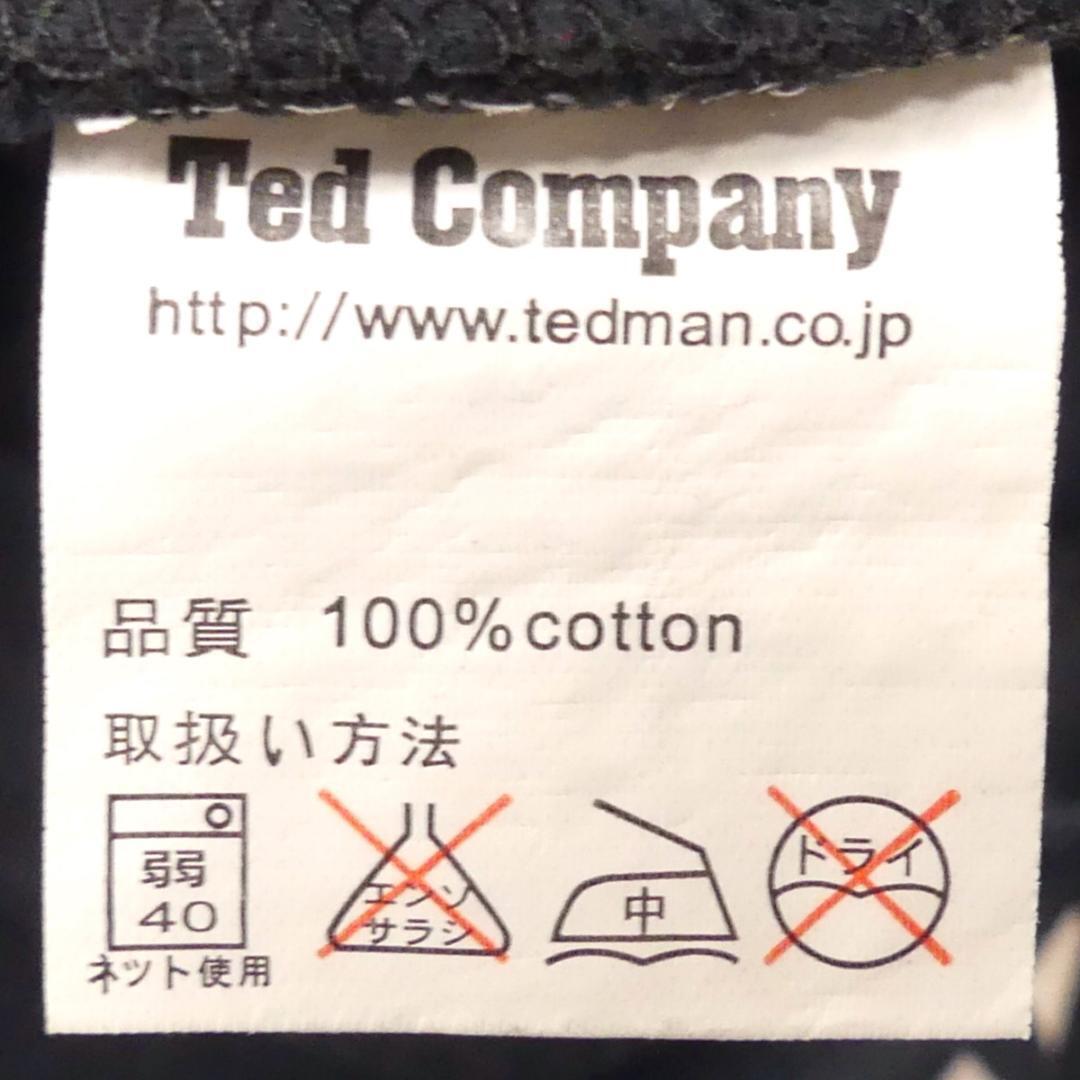 Ted Company
http://www.tedman.co.jp
品質 100%cotton
取扱い方法
弱
40
ネット使用
エンソ
サラシ
中
ドライ